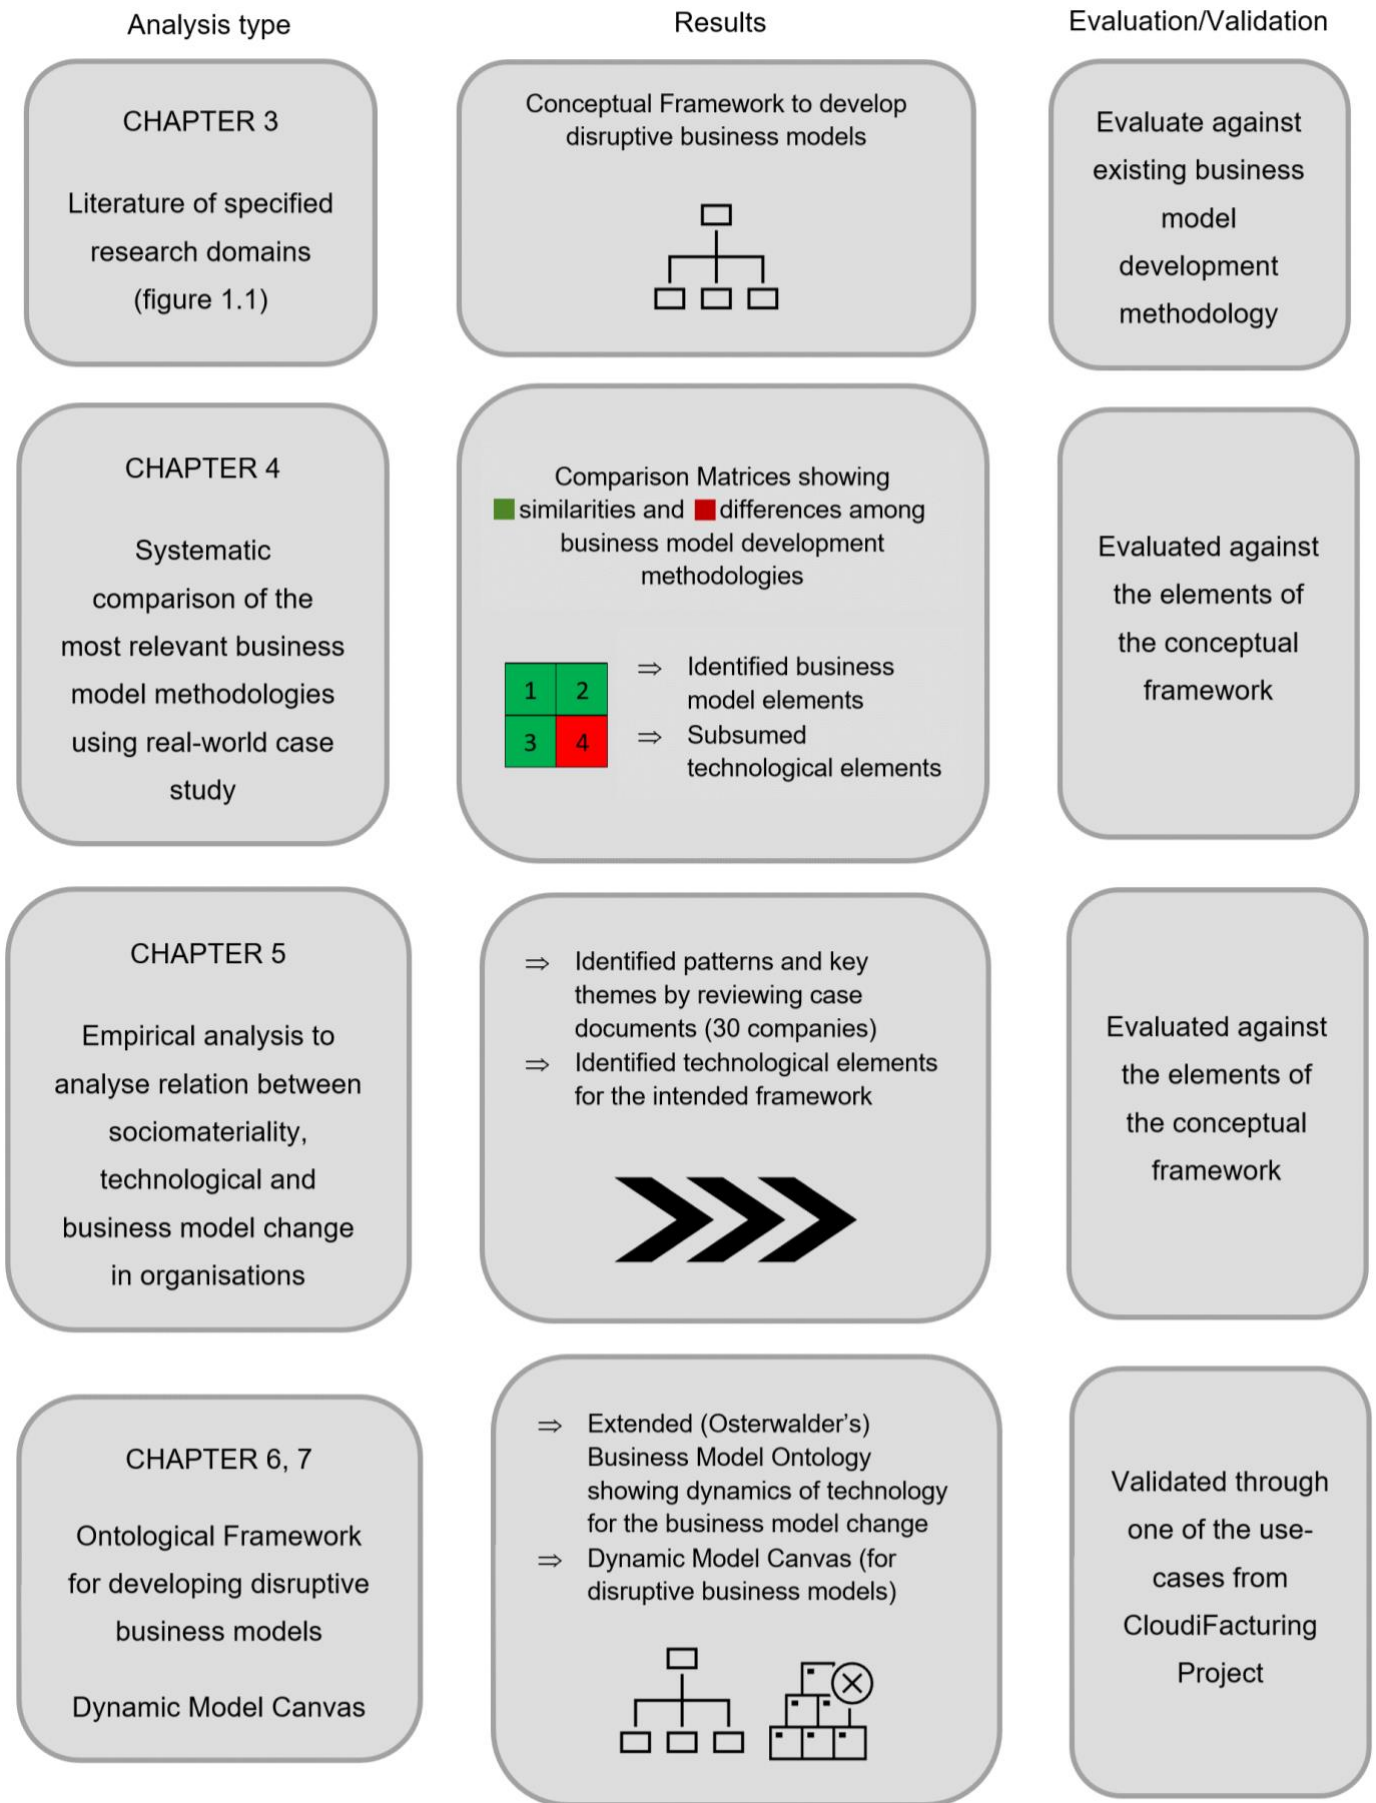 Analysis type
Results
Evaluation/Validation
CHAPTER 3
Literature of specified
research domains
(figure 1.1)
Conceptual Framework to develop
disruptive business models
Evaluate against
existing business
model
development
methodology
CHAPTER 4
Systematic
comparison of the
most relevant business
model methodologies
using real-world case
study
Comparison Matrices showing
similarities and differences among
business model development
methodologies
1 2
3 4
⇒ Identified business
model elements
⇒ Subsumed
technological elements
Evaluated against
the elements of
the conceptual
framework
CHAPTER 5
Empirical analysis to
analyse relation between
sociomateriality,
technological and
business model change
in organisations
⇒ Identified patterns and key
themes by reviewing case
documents (30 companies)
⇒ Identified technological elements
for the intended framework
Evaluated against
the elements of
the conceptual
framework
CHAPTER 6, 7
Ontological Framework
for developing disruptive
business models
Dynamic Model Canvas
⇒ Extended (Osterwalder’s)
Business Model Ontology
showing dynamics of technology
for the business model change
⇒ Dynamic Model Canvas (for
disruptive business models)
Validated through
one of the use-
cases from
CloudiFacturing
Project